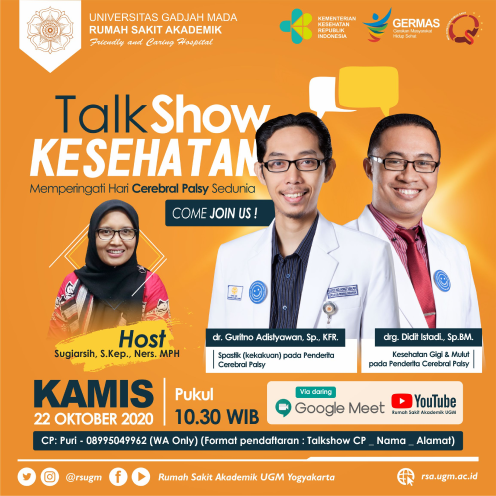 UNIVERSITAS GADJAH MADA
RUMAH SAKIT AKADEMIK
Friendly and Caring Hospital
KEMENTERIAN
KESEHATAN
REPUBLIK
INDONESIA
GERMAS
Gerakan Masyarakat
Hidup Sehat
TalkShow
KESEHATAN
Memperingati Hari Cerebral Palsy Sedunia
COME JOIN US !
Host
Sugiarsih, S.Kep., Ners. MPH
dr. Guritno Adistyawan, Sp., KFR.
Spastik (kekakuan) pada Penderita
Cerebral Palsy
drg. Didit Istadi., Sp.BM.
Kesehatan Gigi & Mulut
pada Penderita Cerebral Palsy
KAMIS
22 OKTOBER 2020
Pukul
10.30 WIB
Via daring
Google Meet
YouTube
Rumah Sakit Akademik UGM
CP: Puri - 08995049962 (WA Only) (Format pendaftaran : Talkshow CP _ Nama _ Alamat)
@rsugm
Rumah Sakit Akademik UGM Yogyakarta
rsa.ugm.ac.id